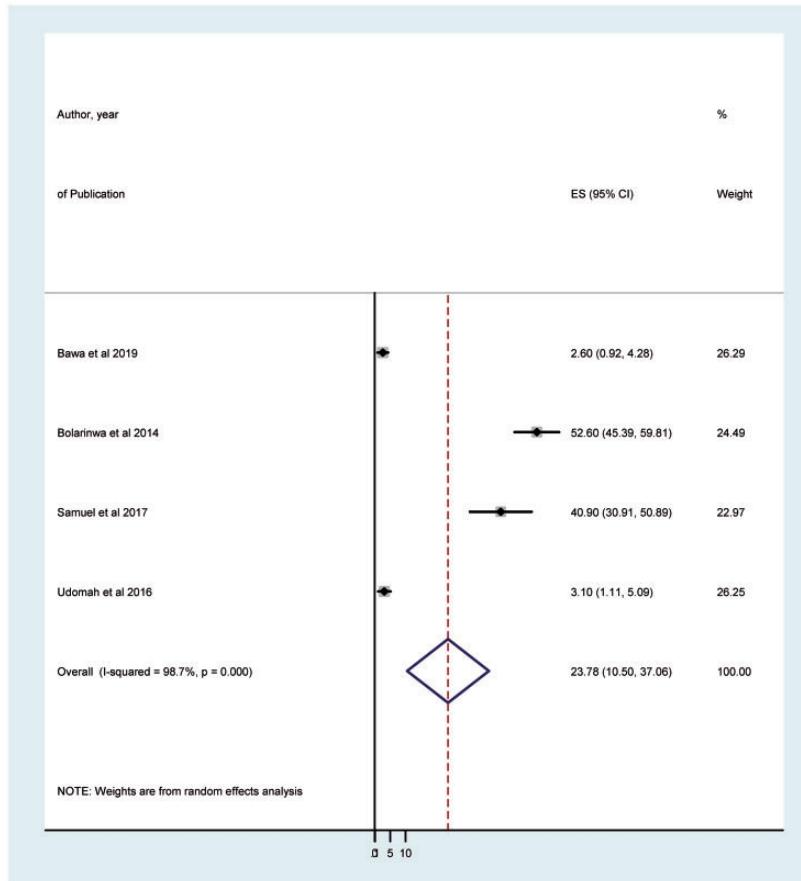 Author, year %
of Publication ES (95% CI) Weight
Bawa et al 2019 2.60 (0.92, 4.28) 26.29
Bolarinwa et al 2014 52.60 (45.39, 59.81) 24.49
Samuel et al 2017 40.90 (30.91, 50.89) 22.97
Udomah et al 2016 3.10 (1.11, 5.09) 26.25
Overall (I-squared = 98.7%, p = 0.000) 23.78 (10.50, 37.06) 100.00
NOTE: Weights are from random effects analysis
5 10